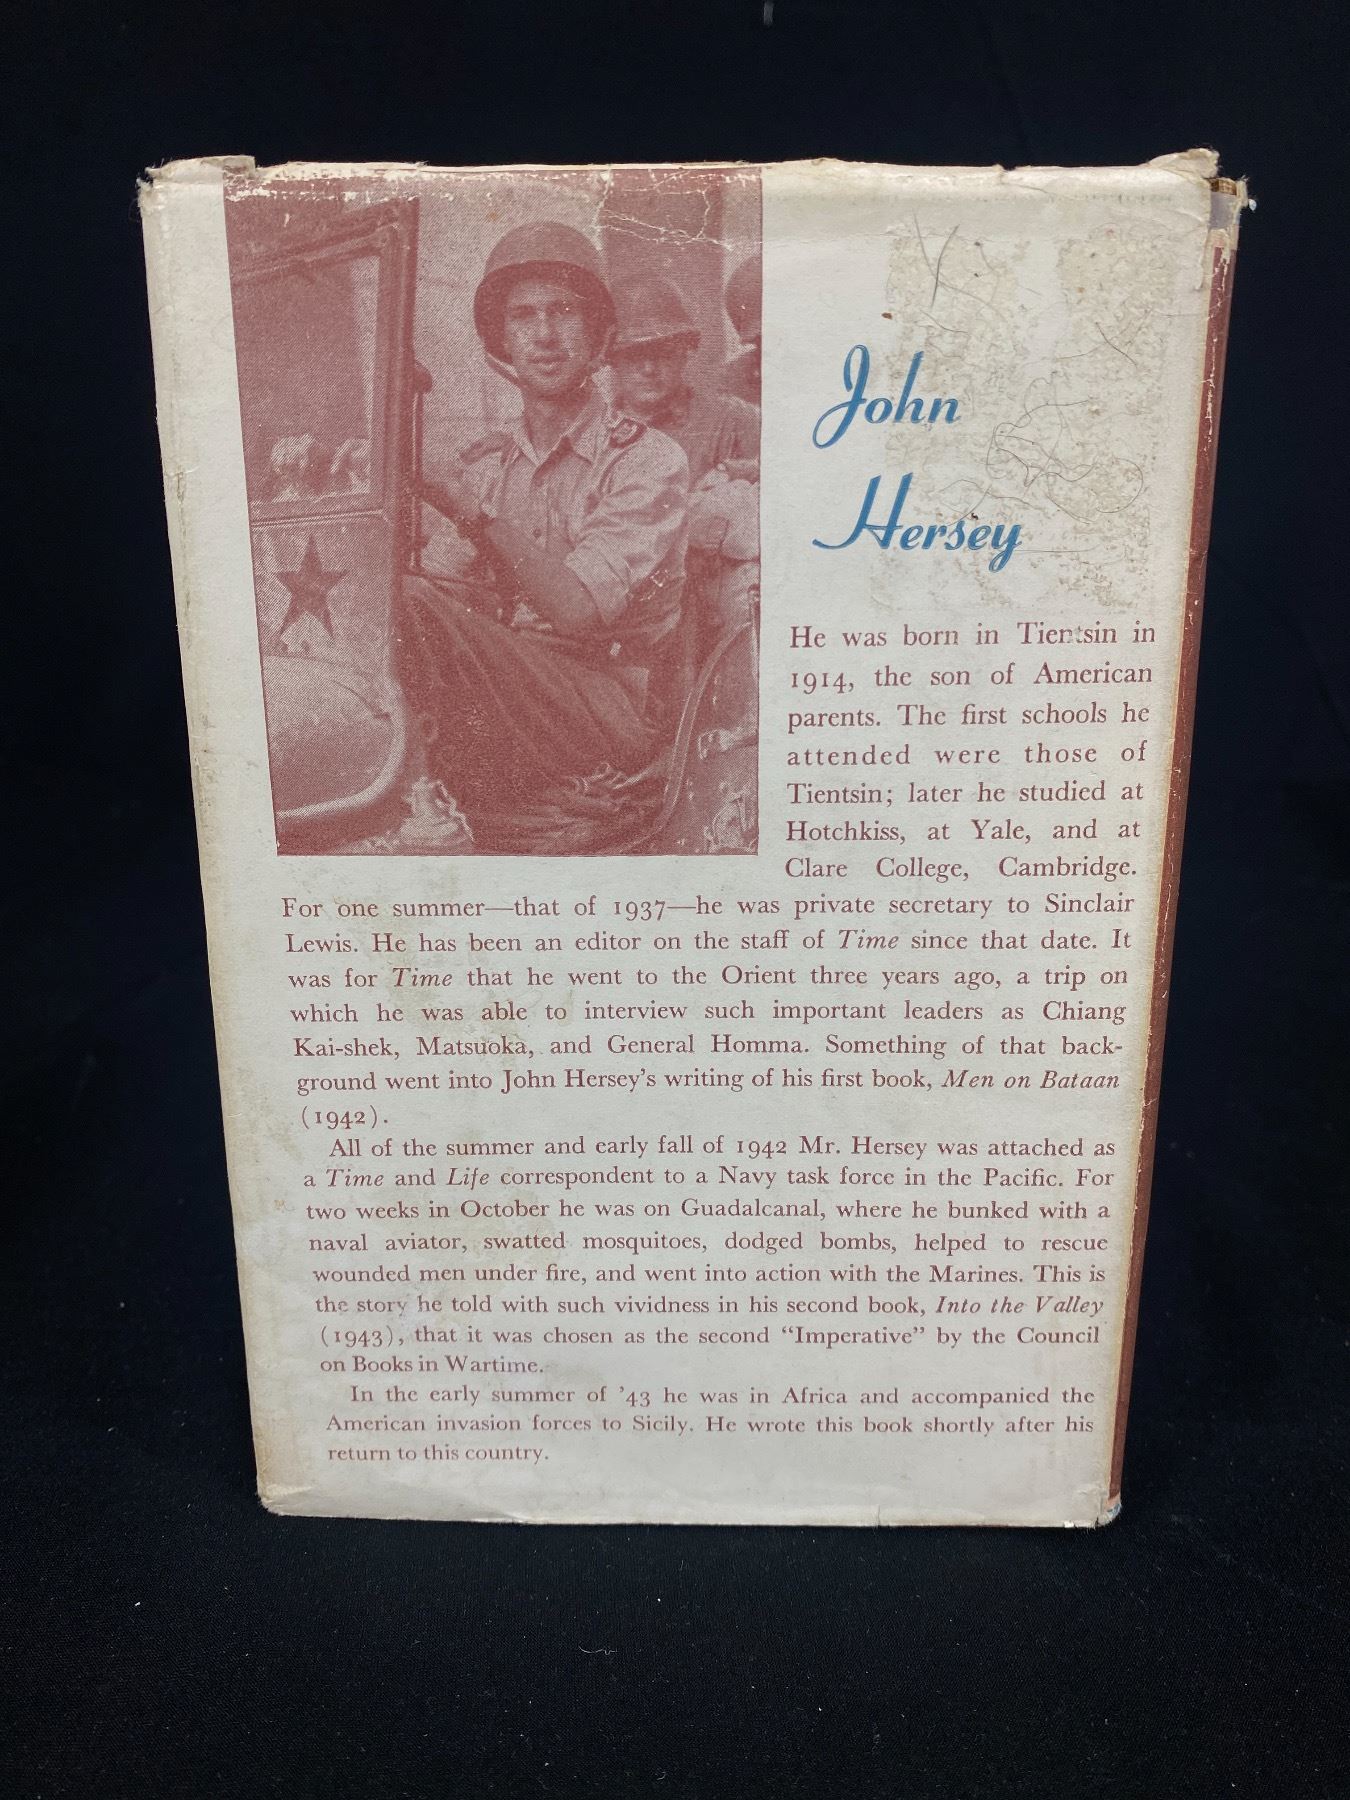 John
Hersey
He was born in Tientsin in
1914, the son of American
parents. The first schools he
attended were those of
Tientsin; later he studied at
Hotchkiss, at Yale, and at
Clare College, Cambridge.
For one summer—that of 1937—he was private secretary to Sinclair
Lewis. He has been an editor on the staff of Time since that date. It
was for Time that he went to the Orient three years ago, a trip on
which he was able to interview such important leaders as Chiang
Kai-shek, Matsuoka, and General Homma. Something of that back-
ground went into John Hersey's writing of his first book, Men on Bataan
(1942).
All of the summer and early fall of 1942 Mr. Hersey was attached as
a Time and Life correspondent to a Navy task force in the Pacific. For
two weeks in October he was on Guadalcanal, where he bunked with a
naval aviator, swatted mosquitoes, dodged bombs, helped to rescue
wounded men under fire, and went into action with the Marines. This is
the story he told with such vividness in his second book, Into the Valley
(1943), that it was chosen as the second “Imperative” by the Council
on Books in Wartime.
In the early summer of '43 he was in Africa and accompanied the
American invasion forces to Sicily. He wrote this book shortly after his
return to this country.